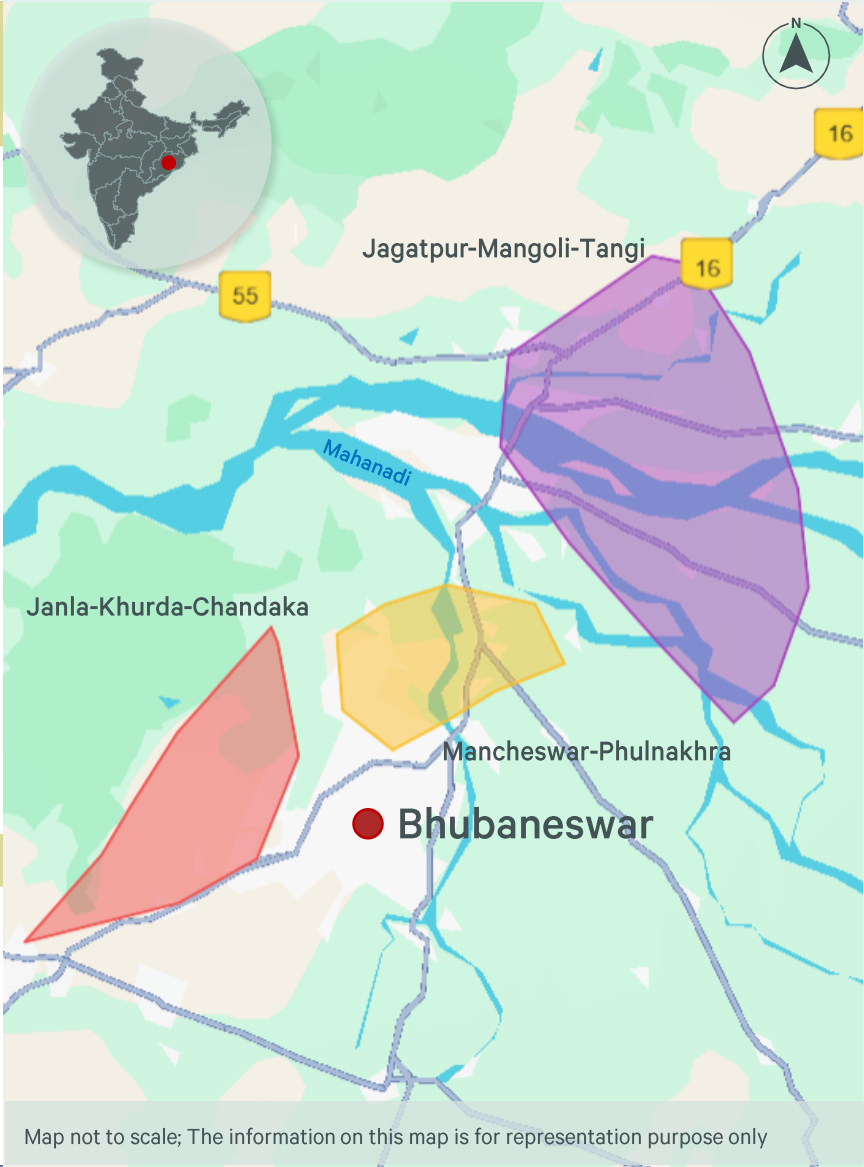 N
16
Jagatpur-Mangoli-Tangi
16
55
Mahanadi
Janla-Khurda-Chandaka
Mancheswar-Phulnakhra
Bhubaneswar
Map not to scale; The information on this map is for representation purpose only